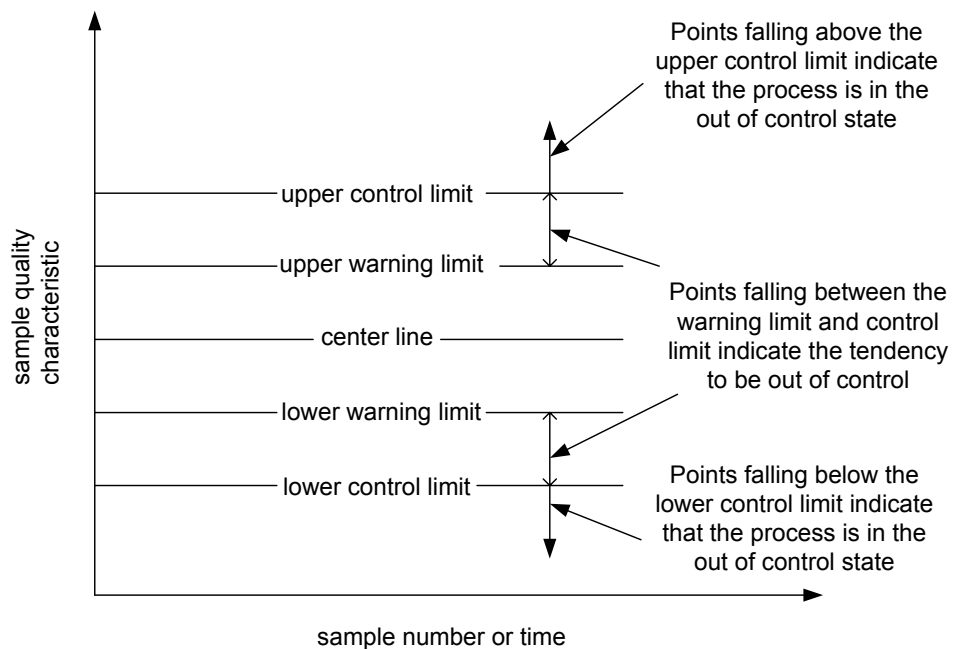 Points falling above the
upper control limit indicate
that the process is in the
out of control state
upper control limit
upper warning limit
center line
lower warning limit
lower control limit
Points falling between the
warning limit and control
limit indicate the tendency
to be out of control
Points falling below the
lower control limit indicate
that the process is in the
out of control state
sample quality
characteristic
sample number or time